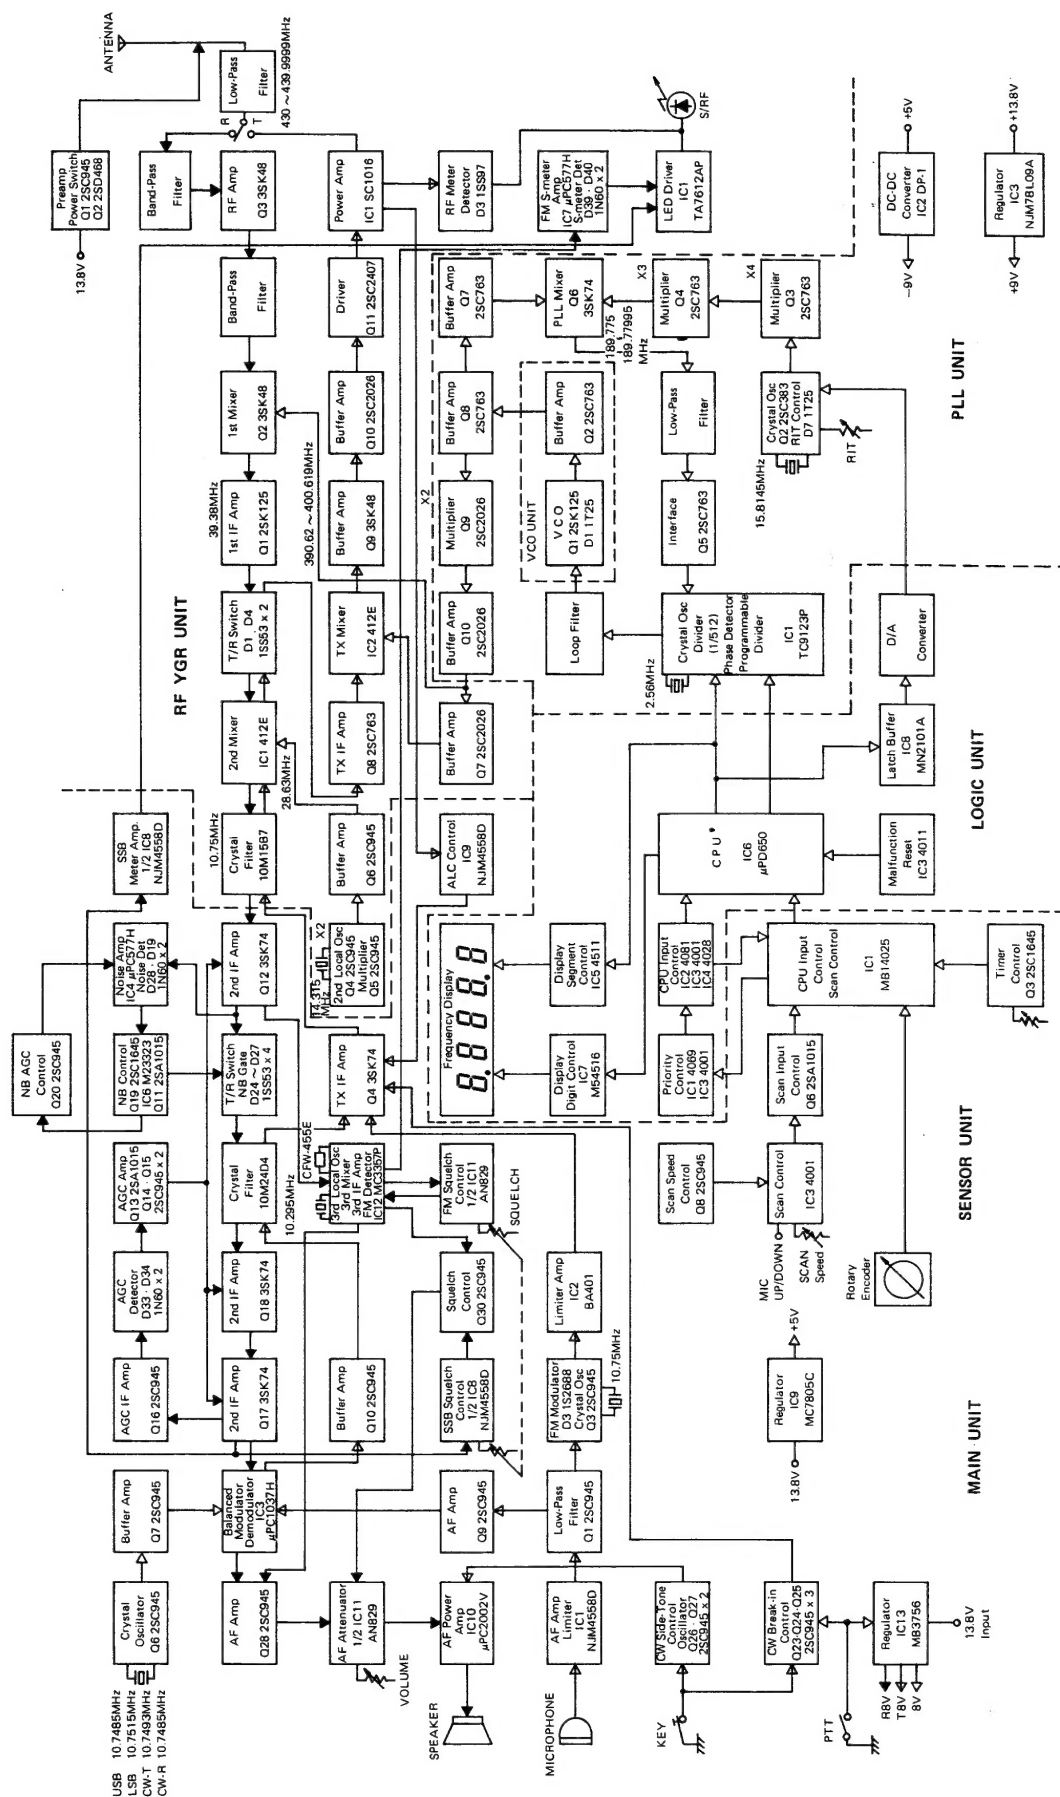 ANTENNA
Preamp
Power Switch
Q1 2SC945
Q2 2SD468
13.8V
Low-Pass
Filter
430 ~ 439.9999MHz
R
T
Band-Pass
Filter
RF Amp
Q3 3SK48
Power Amp
IC1 SC1016
RF Meter
Detector
D3 1SS97
FM S-meter
Amp
IC7 μPC577H
S-meter Det
D39 · D40
1N60 x 2
LED Driver
IC1
TA7612AP
S/RF
Band-Pass
Filter
Driver
Q11 2SC2407
Buffer Amp
Q7
2SC763
PLL Mixer
Q6
3SK74
X3
Multiplier
Q4
2SC763
X4
Multiplier
Q3
2SC763
DC-DC
Converter
IC2 DP-1
+5V
-9V
Regulator
IC3
NJM78L09A
+13.8V
+9V
189.775
189.77995
MHz
1st Mixer
Q2 3SK48
Buffer Amp
Q10 2SC2026
Buffer Amp
Q8
2SC763
Buffer Amp
Q2 2SC763
Low-Pass
Filter
Crystal Osc
Q2 2SC383
RIT Control
D7 1T25
RIT
15.8145MHz
PLL UNIT
39.38MHz
1st IF Amp
Q1 2SK125
390.62 ~ 400.619MHz
Buffer Amp
Q9 3SK48
X2
Multiplier
Q9
2SC2026
VCO UNIT
V C O
Q1 2SK125
D1 1T25
Interface
Q5 2SC763
RF YGR UNIT
T/R Switch
D1 D4
1SS53 x 2
TX Mixer
IC2 412E
Buffer Amp
Q10
2SC2026
Loop Filter
2.56MHz
Crystal Osc
Divider
(1/512)
Phase Detector
Programmable
Divider
IC1
TC9123P
D/A
Converter
2nd Mixer
IC1 412E
28.63MHz
TX IF Amp
Q8 2SC763
Buffer Amp
Q7 2SC2026
Latch Buffer
IC8
MN2101A
LOGIC UNIT
SSB
Meter Amp.
1/2 IC8
NJM4558D
10.75MHz
Crystal
Filter
10M15B7
Buffer Amp
Q6 2SC945
ALC Control
IC9
NJM4558D
C P U
IC6
μPD650
Malfunction
Reset
IC3 4011
Noise Amp
IC4 μPC577H
Noise Det
D28 · D19
1N60 x 2
2nd IF Amp
Q12 3SK74
14.315
MHz
X2
2nd Local Osc
Q4 2SC945
Multiplier
Q5 2SC945
Frequency Display
8.888.8
Display
Segment Control
IC5 4511
CPU Input
Control
IC2 4081
IC3 4001
IC4 4028
CPU Input
Control
Scan Control
IC1
MB14025
Timer
Control
Q3 2SC1645
NB AGC
Control
Q20 2SC945
NB Control
Q19 2SC1645
IC6 M23323
Q11 2SA1015
T/R Switch
NB Gate
D24 ~ D27
1SS53 x 4
TX IF Amp
Q4 3SK74
Display
Digit Control
IC7
M54516
Priority
Control
IC1 4069
IC3 4001
Scan Input
Control
Q6 2SA1015
SENSOR UNIT
AGC Amp
Q13 2SA1015
Q14 · Q15
2SC945 x 2
Crystal
Filter
10M24D4
10.295MHz
CFW-455E
3rd Local Osc
3rd Mixer
3rd IF Amp
FM Detector
IC12 MC3357P
FM Squelch
Control
1/2 IC11
AN829
SQUELCH
Scan Speed
Control
Q8 2SC945
Scan Control
IC3 4001
MIC
UP/DOWN
SCAN
Speed
Rotary
Encoder
AGC
Detector
D33 · D34
1N60 x 2
2nd IF Amp
Q18 3SK74
Squelch
Control
Q30 2SC945
Limiter Amp
IC2
BA401
AGC IF Amp
Q16 2SC945
2nd IF Amp
Q17 3SK74
Buffer Amp
Q10 2SC945
SSB Squelch
Control
1/2 IC8
NJM4558D
FM Modulator
D3 1S2688
Crystal Osc
Q3 2SC945
10.75MHz
Regulator
IC9
MC7805C
+5V
13.8V
MAIN UNIT
Buffer Amp
Q7 2SC945
Balanced
Modulator
Demodulator
IC3
μPC1037H
AF Amp
Q9 2SC945
Low-Pass
Filter
Q1 2SC945
Crystal
Oscillator
Q6 2SC945
AF Amp
Q28 2SC945
AF Attenuator
1/2 IC11
AN829
VOLUME
AF Power
Amp
IC10
μPC2002V
AF Amp
Limiter
IC1
NJM4558D
CW Side-Tone
Control
Oscillator
Q26 · Q27
2SC945 x 2
CW Break-in
Control
Q23·Q24·Q25
2SC945 x 3
Regulator
IC13
MB3756
13.8V
Input
R8V
T 8V
8V
USB 10.7485MHz
LSB 10.7515MHz
CW-T 10.7493MHz
CW-R 10.7485MHz
SPEAKER
MICROPHONE
KEY
PTT